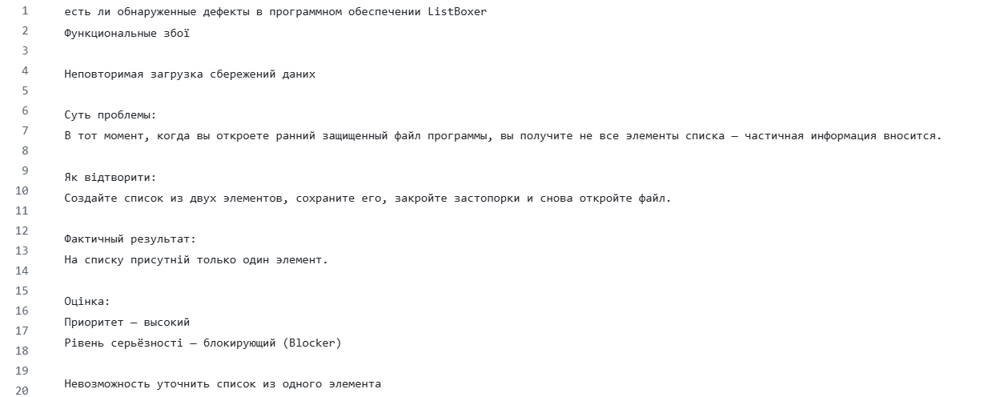 1 есть ли обнаруженные дефекты в программном обеспечении ListBoxer
2 Функциональные збої
3
4 Неповторимая загрузка сбережений даних
5
6 Суть проблемы:
7 В тот момент, когда вы откроете ранний защищенный файл программы, вы получите не все элементы списка — частичная информация вносится.
8
9 Як відтворити:
10 Создайте список из двух элементов, сохраните его, закройте застопорки и снова откройте файл.
11
12 Фактичный результат:
13 На списку присутній только один элемент.
14
15 Оцінка:
16 Приоритет — высокий
17 Рівень серьёзності — блокирующий (Blocker)
18
19 Невозможность уточнить список из одного элемента
20